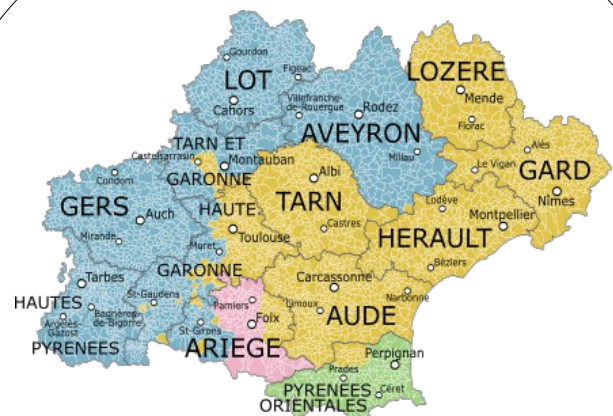 Gourdon
LOT
Figeac
Cahors
LOZERE
Mende
Florac
Villefranche-
de-Rouergue
Rodez
AVEYRON
Millau
TARN ET
GARONNE
Castelsarrasin
Montauban
Alès
Le Vigan
GARD
Nîmes
Condom
GERS
Auch
Mirande
Albi
TARN
Castres
HAUTE
Toulouse
Muret
GARONNE
Lodève
Montpellier
HERAULT
Béziers
Tarbes
HAUTES
Argelès-
Gazost
Bagnères-
de-Bigorre
PYRENEES
St-Gaudens
St-Girons
Pamiers
Foix
ARIEGE
Carcassonne
Limoux
Narbonne
AUDE
Perpignan
Prades
Céret
PYRENEES
ORIENTALES